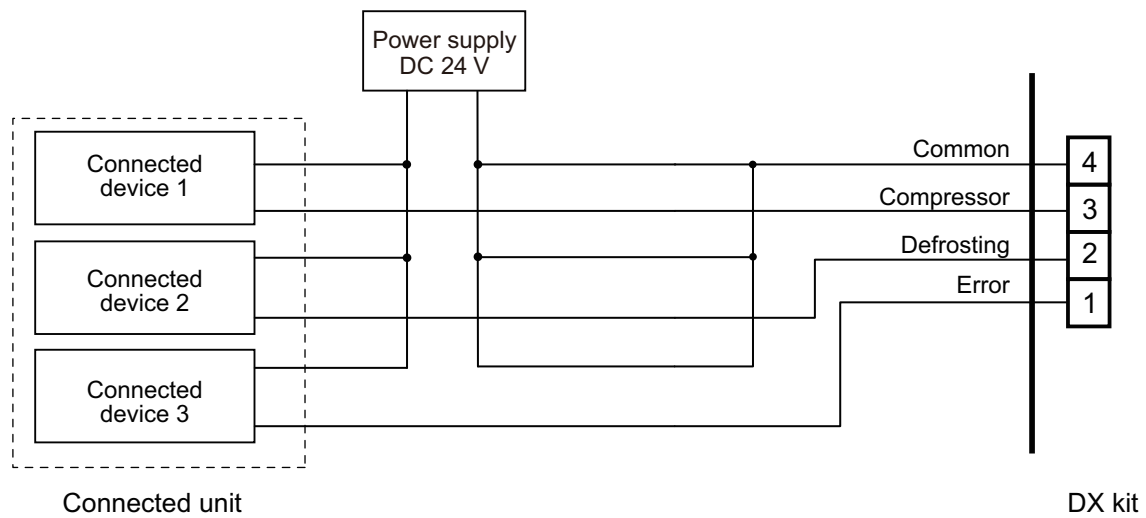 Power supply
DC 24 V
Connected
device 1
Connected
device 2
Connected
device 3
Common
Compressor
Defrosting
Error
4
3
2
1
Connected unit
DX kit